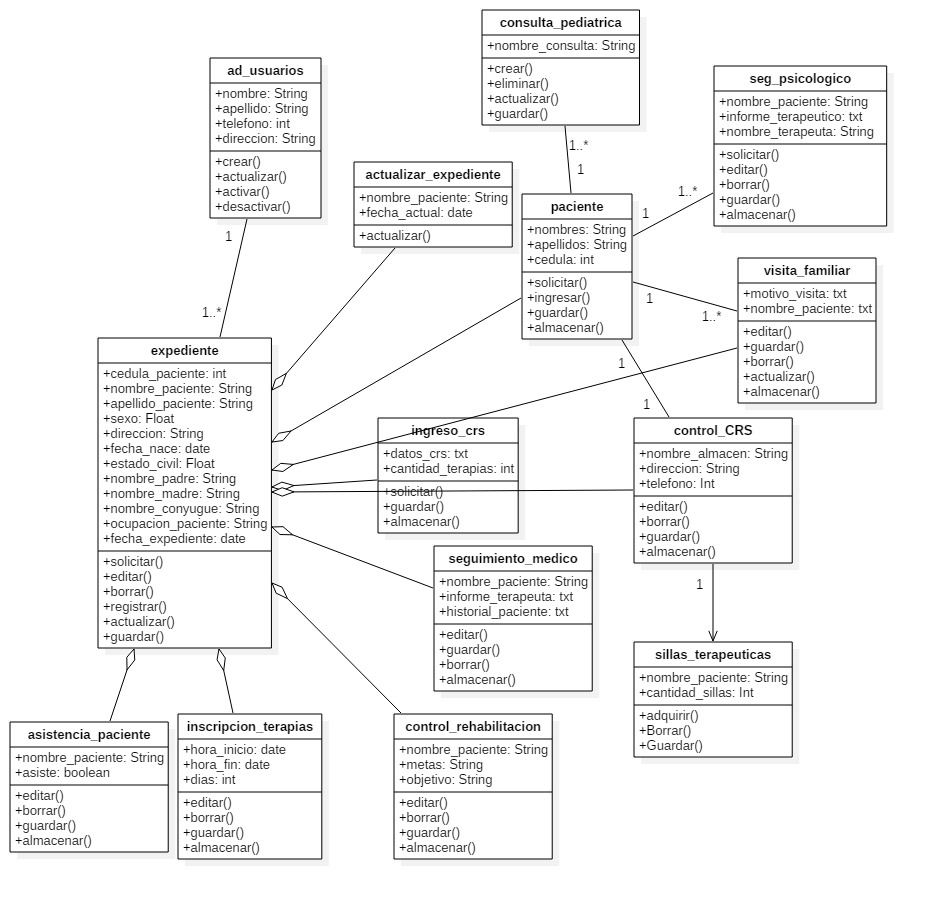 consulta_pediatrica
+nombre_consulta: String
+crear()
+eliminar()
+actualizar()
+guardar()
1..*
1
ad_usuarios
+nombre: String
+apellido: String
+telefono: int
+direccion: String
+crear()
+actualizar()
+activar()
+desactivar()
1
1..*
seg_psicologico
+nombre_paciente: String
+informe_terapeutico: txt
+nombre_terapeuta: String
+solicitar()
+editar()
+borrar()
+guardar()
+almacenar()
1..*
1
actualizar_expediente
+nombre_paciente: String
+fecha_actual: date
+actualizar()
paciente
+nombres: String
+apellidos: String
+cedula: int
+solicitar()
+ingresar()
+guardar()
+almacenar()
1
1..*
visita_familiar
+motivo_visita: txt
+nombre_paciente: txt
+editar()
+guardar()
+borrar()
+actualizar()
+almacenar()
1
1
expediente
+cedula_paciente: int
+nombre_paciente: String
+apellido_paciente: String
+sexo: Float
+direccion: String
+fecha_nace: date
+estado_civil: Float
+nombre_padre: String
+nombre_madre: String
+nombre_conyugue: String
+ocupacion_paciente: String
+fecha_expediente: date
+solicitar()
+editar()
+borrar()
+registrar()
+actualizar()
+guardar()
ingreso_crs
+datos_crs: txt
+cantidad_terapias: int
+solicitar()
+guardar()
+almacenar()
control_CRS
+nombre_almacen: String
+direccion: String
+telefono: Int
+editar()
+borrar()
+guardar()
+almacenar()
1
seguimiento_medico
+nombre_paciente: String
+informe_terapeuta: txt
+historial_paciente: txt
+editar()
+guardar()
+borrar()
+almacenar()
sillas_terapeuticas
+nombre_paciente: String
+cantidad_sillas: Int
+adquirir()
+Borrar()
+Guardar()
asistencia_paciente
+nombre_paciente: String
+asiste: boolean
+editar()
+borrar()
+guardar()
+almacenar()
inscripcion_terapias
+hora_inicio: date
+hora_fin: date
+dias: int
+editar()
+borrar()
+guardar()
+almacenar()
control_rehabilitacion
+nombre_paciente: String
+metas: String
+objetivo: String
+editar()
+borrar()
+guardar()
+almacenar()